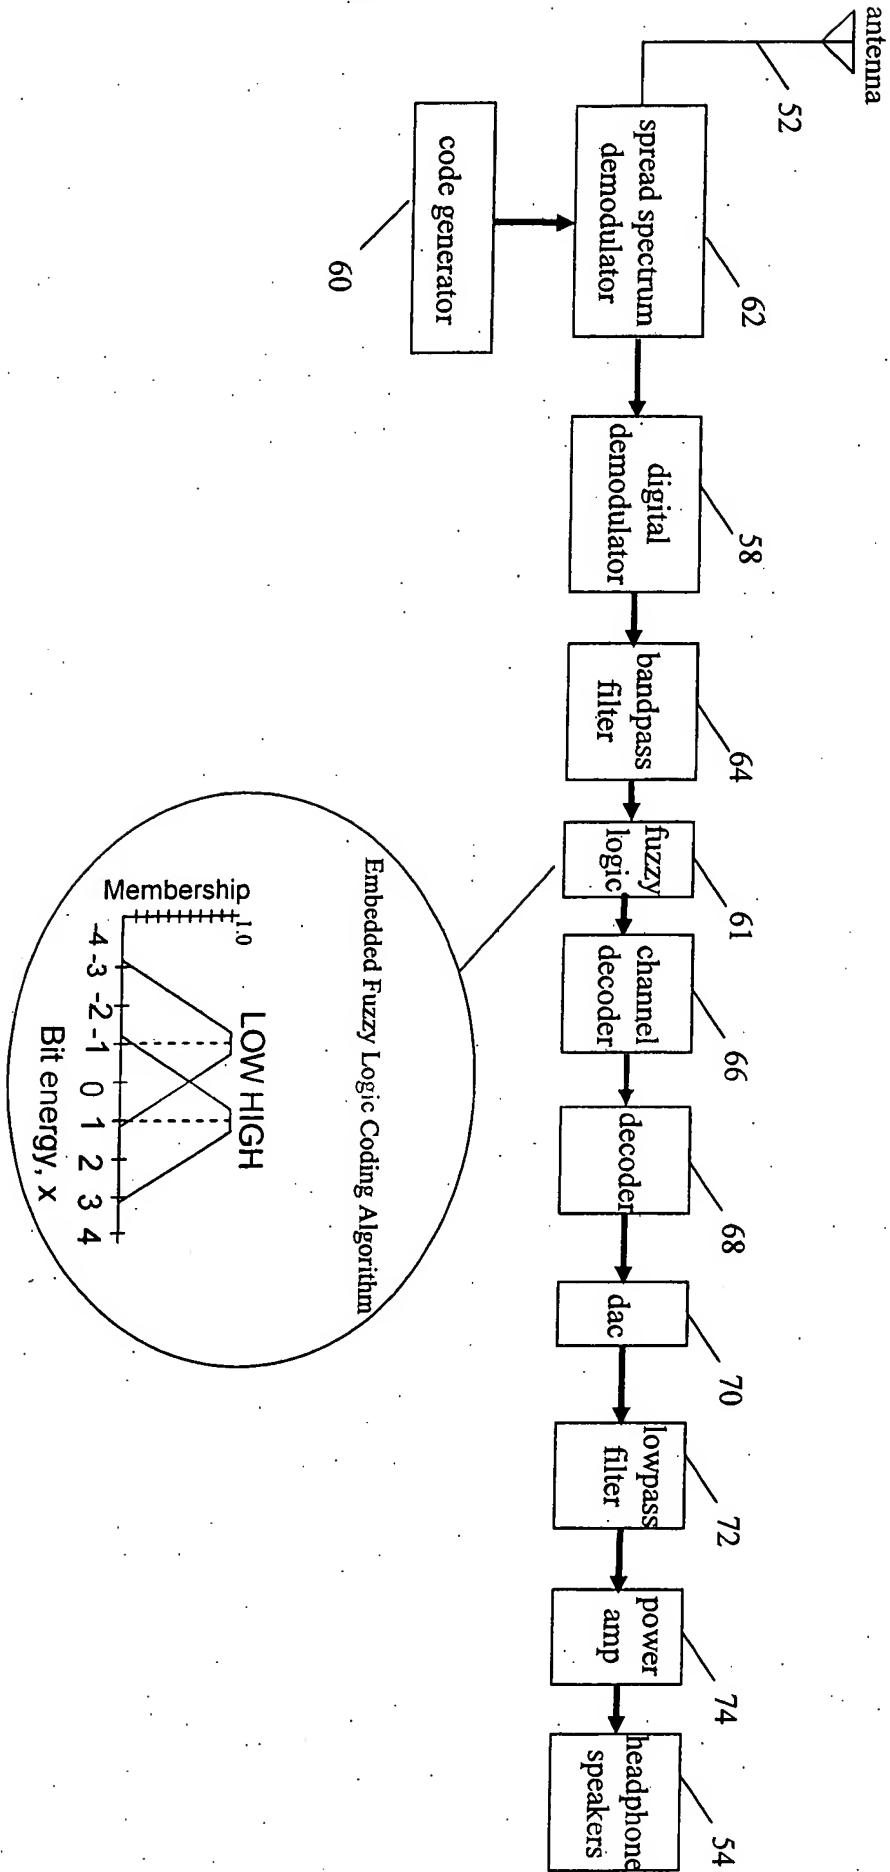 antenna
52
spread spectrum
demodulator
62
code generator
60
digital
demodulator
58
bandpass
filter
64
fuzzy
logic
61
channel
decoder
66
decoder
68
dac
70
lowpass
filter
72
power
amp
74
headphone
speakers
54
Embedded Fuzzy Logic Coding Algorithm
LOW HIGH
1.0
Membership
-4 -3 -2 -1 0 1 2 3 4
Bit energy, x